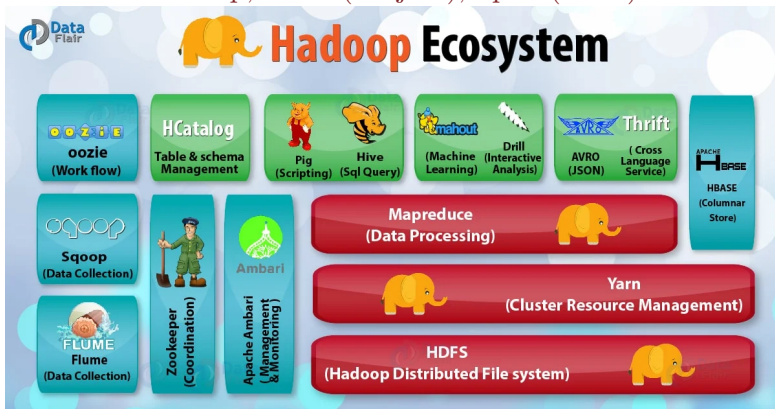 Data
Flair
Hadoop Ecosystem
OOZIE
oozie
(Work flow)
HCatalog
Table & schema
Management
Pig
(Scripting)
Hive
(Sql Query)
mahout
(Machine
Learning)
Drill
(Interactive
Analysis)
AVRO
AVRO
(JSON)
Thrift
( Cross
Language
Service)
APACHE
HBASE
HBASE
(Columnar
Store)
sqoop
Sqoop
(Data Collection)
Zookeeper
(Coordination)
Ambari
Apache Ambari
( Management
& Monitoring)
Mapreduce
(Data Processing)
Yarn
(Cluster Resource Management)
FLUME
Flume
(Data Collection)
HDFS
(Hadoop Distributed File system)